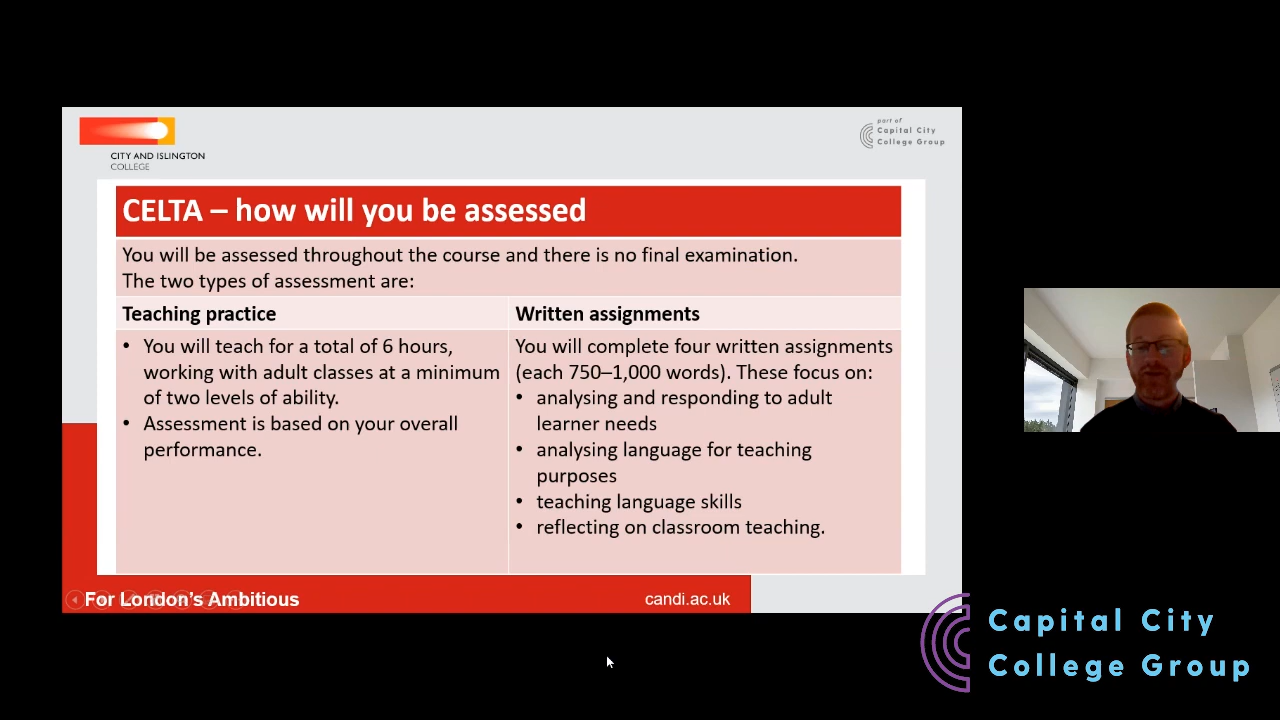 CITY AND ISLINGTON
COLLEGE
part of
Capital City
College Group
CELTA – how will you be assessed
You will be assessed throughout the course and there is no final examination.
The two types of assessment are:
Teaching practice
• You will teach for a total of 6 hours,
working with adult classes at a minimum
of two levels of ability.
• Assessment is based on your overall
performance.
Written assignments
You will complete four written assignments
(each 750–1,000 words). These focus on:
• analysing and responding to adult
learner needs
• analysing language for teaching
purposes
• teaching language skills
• reflecting on classroom teaching.
For London's Ambitious
candi.ac.uk
Capital City
College Group